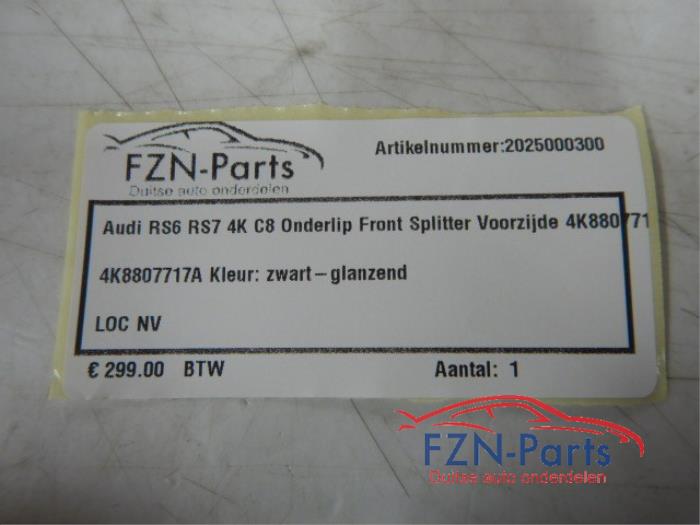 FZN-Parts
Duitse auto onderdelen
Artikelnummer:2025000300
Audi RS6 RS7 4K C8 Onderlip Front Splitter Voorzijde 4K880771
4K8807717A Kleur: zwart-glanzend
LOC NV
€ 299.00 BTW
Aantal: 1
FZN-Parts
Duitse auto onderdelen